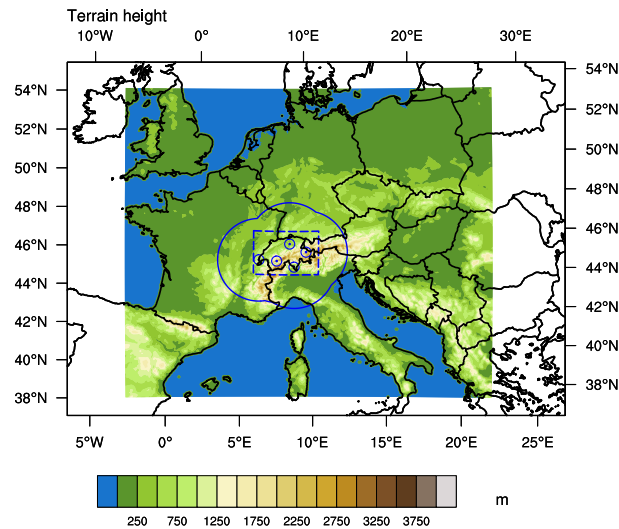 Terrain height
10°W 0° 10°E 20°E 30°E
54°N 54°N
52°N 52°N
50°N 50°N
48°N 48°N
46°N 46°N
44°N 44°N
42°N 42°N
40°N 40°N
38°N 38°N
5°W 0° 5°E 10°E 15°E 20°E 25°E
250 750 1250 1750 2250 2750 3250 3750 m